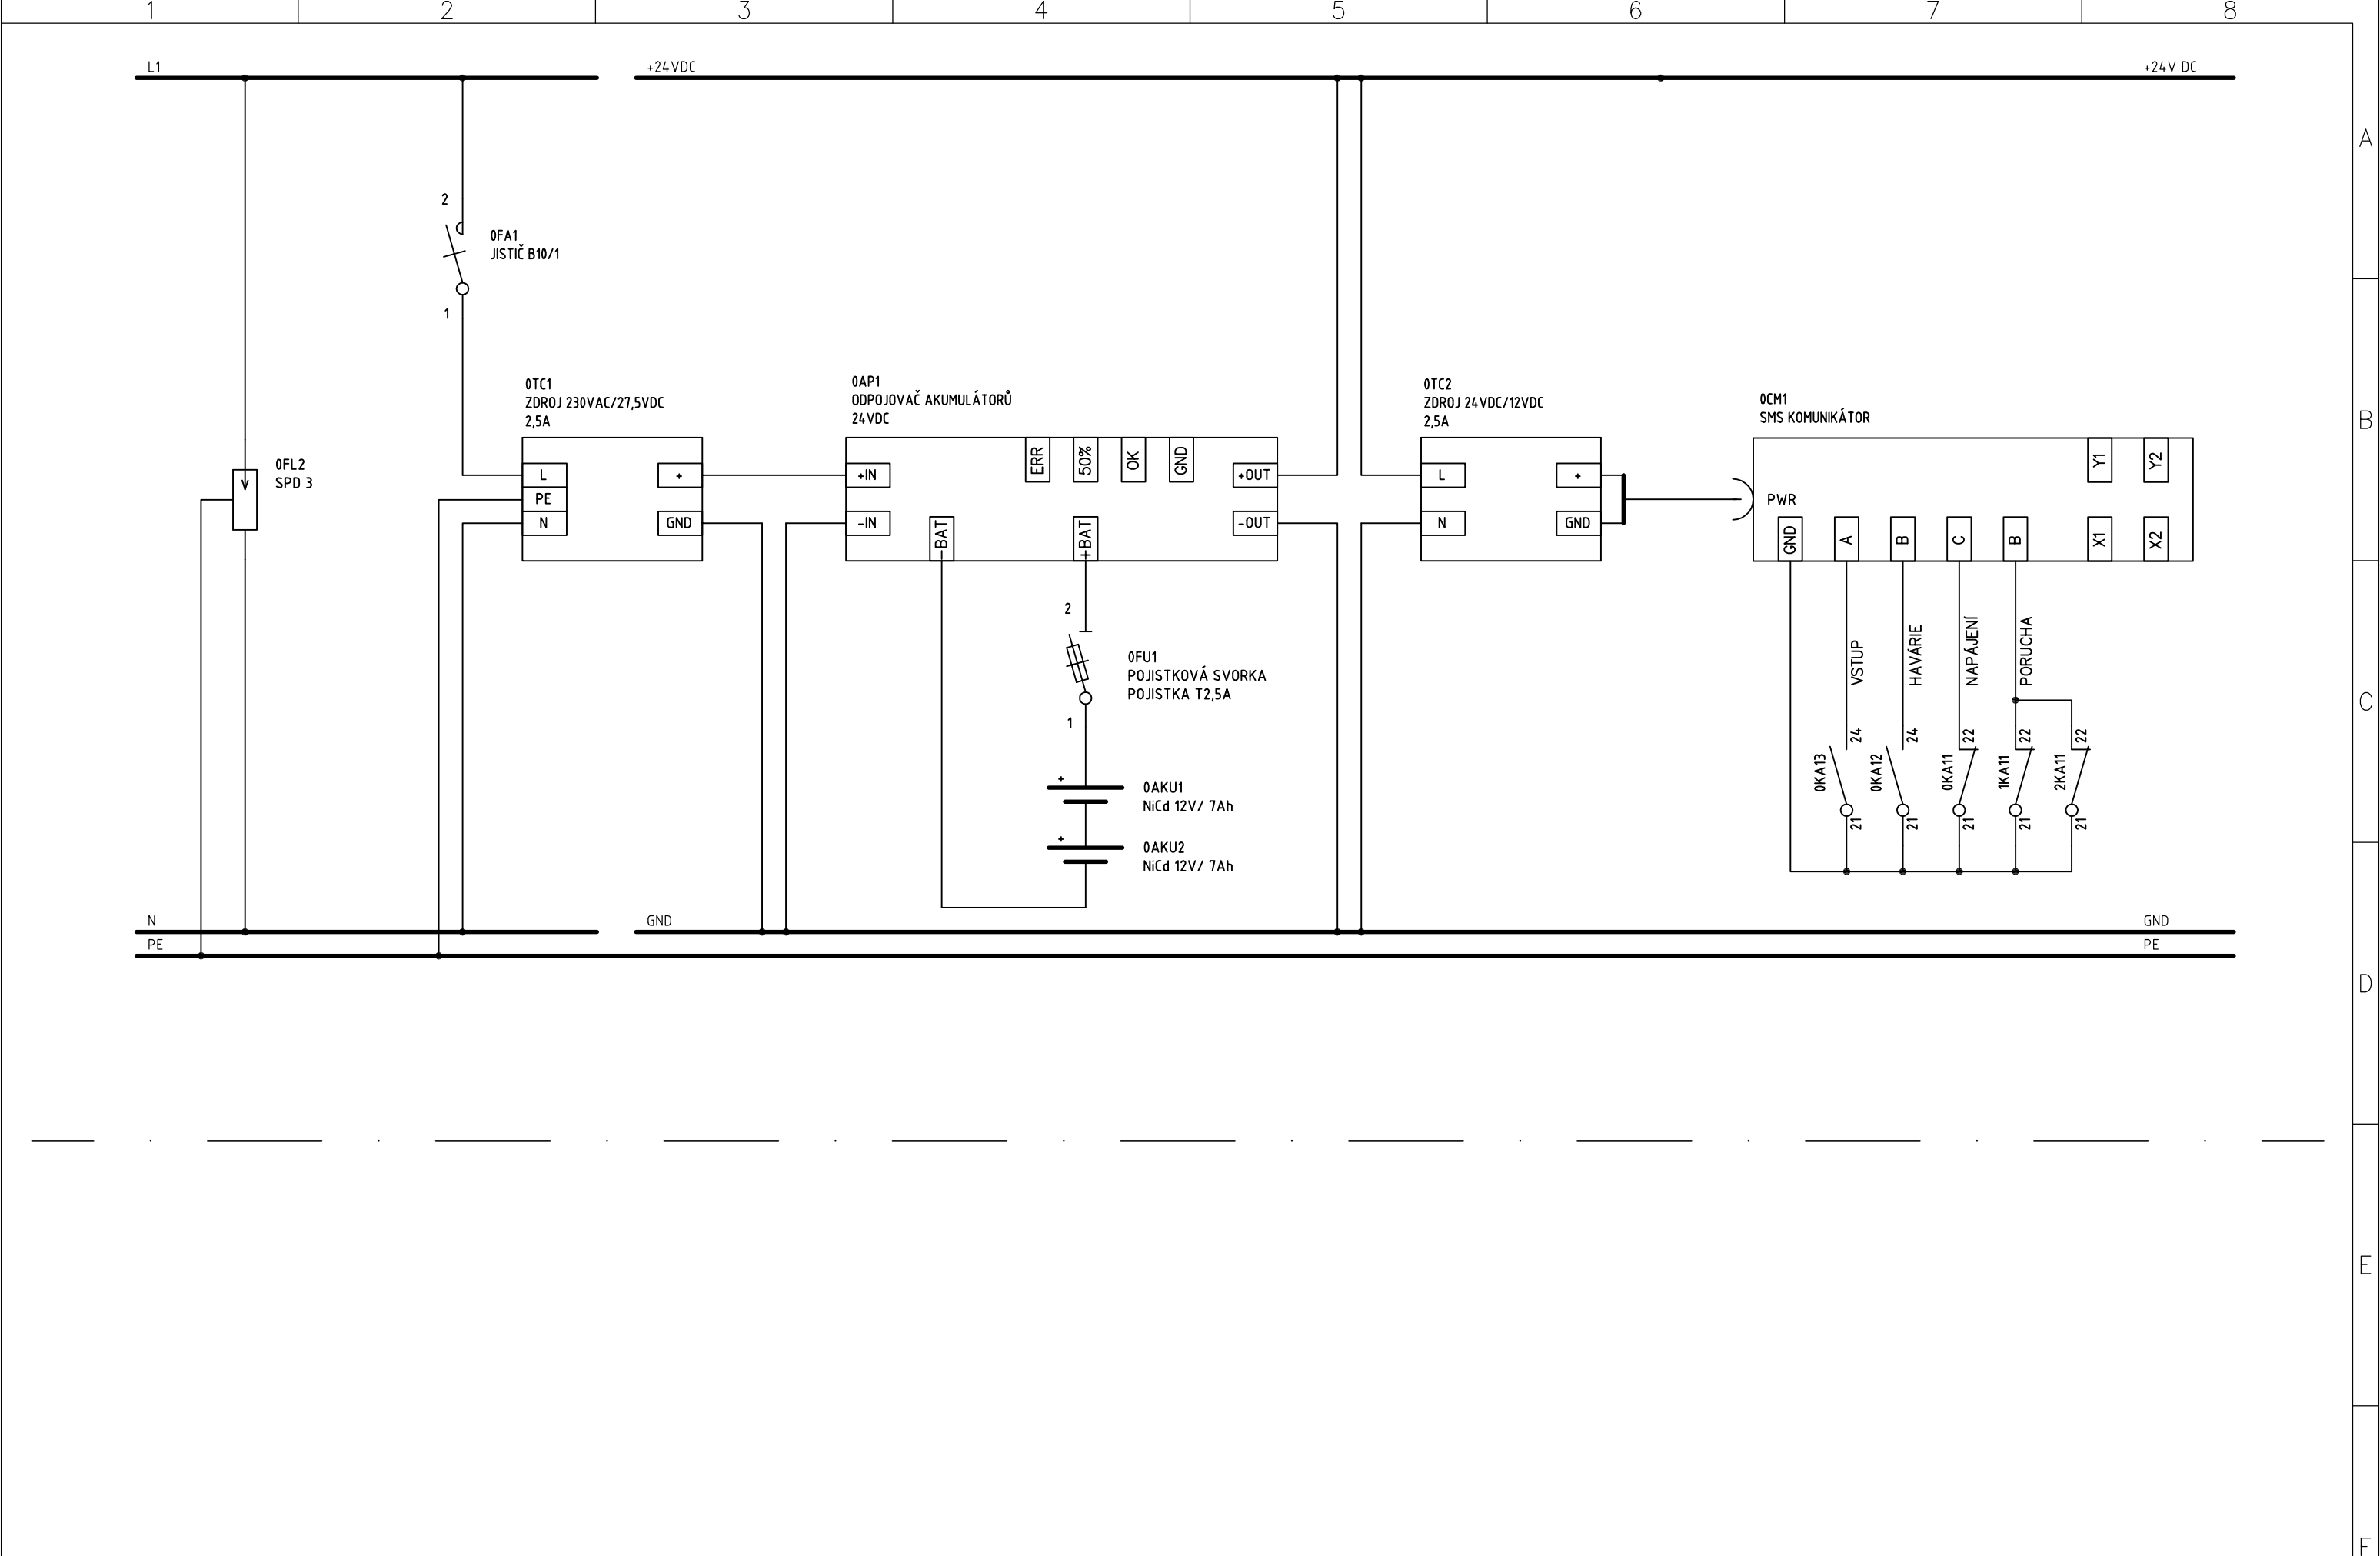 1 2 3 4 5 6 7 8
L1 +24VDC +24V DC
A
2
0FA1
JISTIČ B10/1
1
B
0TC1
ZDROJ 230VAC/27,5VDC
2,5A
L
PE
N
+
GND
0AP1
ODPOJOVAČ AKUMULÁTORŮ
24VDC
+IN
-IN
ERR
50%
OK
GND
+OUT
-OUT
-BAT
+BAT
0TC2
ZDROJ 24VDC/12VDC
2,5A
L
N
+
GND
0CM1
SMS KOMUNIKÁTOR
PWR
Y1
Y2
GND
A
B
C
B
X1
X2
0FL2
SPD 3
C
2
0FU1
POJISTKOVÁ SVORKA
POJISTKA T2,5A
1
VSTUP
HAVÁRIE
NAPÁJENÍ
PORUCHA
24
24
22
22
22
0KA13
0KA12
0KA11
1KA11
2KA11
21
21
21
21
21
+
0AKU1
NiCd 12V/ 7Ah
+
0AKU2
NiCd 12V/ 7Ah
N GND GND
PE PE
D
E
F